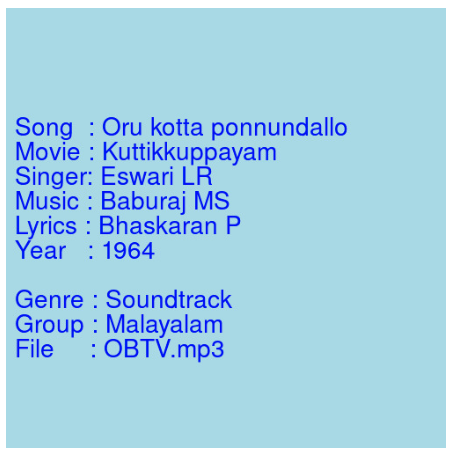 Song : Oru kotta ponnundallo
Movie : Kuttikkuppayam
Singer: Eswari LR
Music : Baburaj MS
Lyrics : Bhaskaran P
Year : 1964
Genre : Soundtrack
Group : Malayalam
File : OBTV.mp3